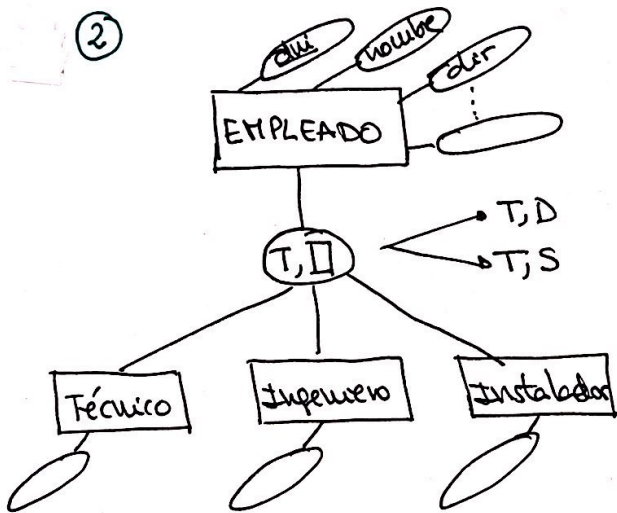 2
dni
nombre
dir
EMPLEADO
T, D
T, S
Técnico
Ingeniero
Instalador